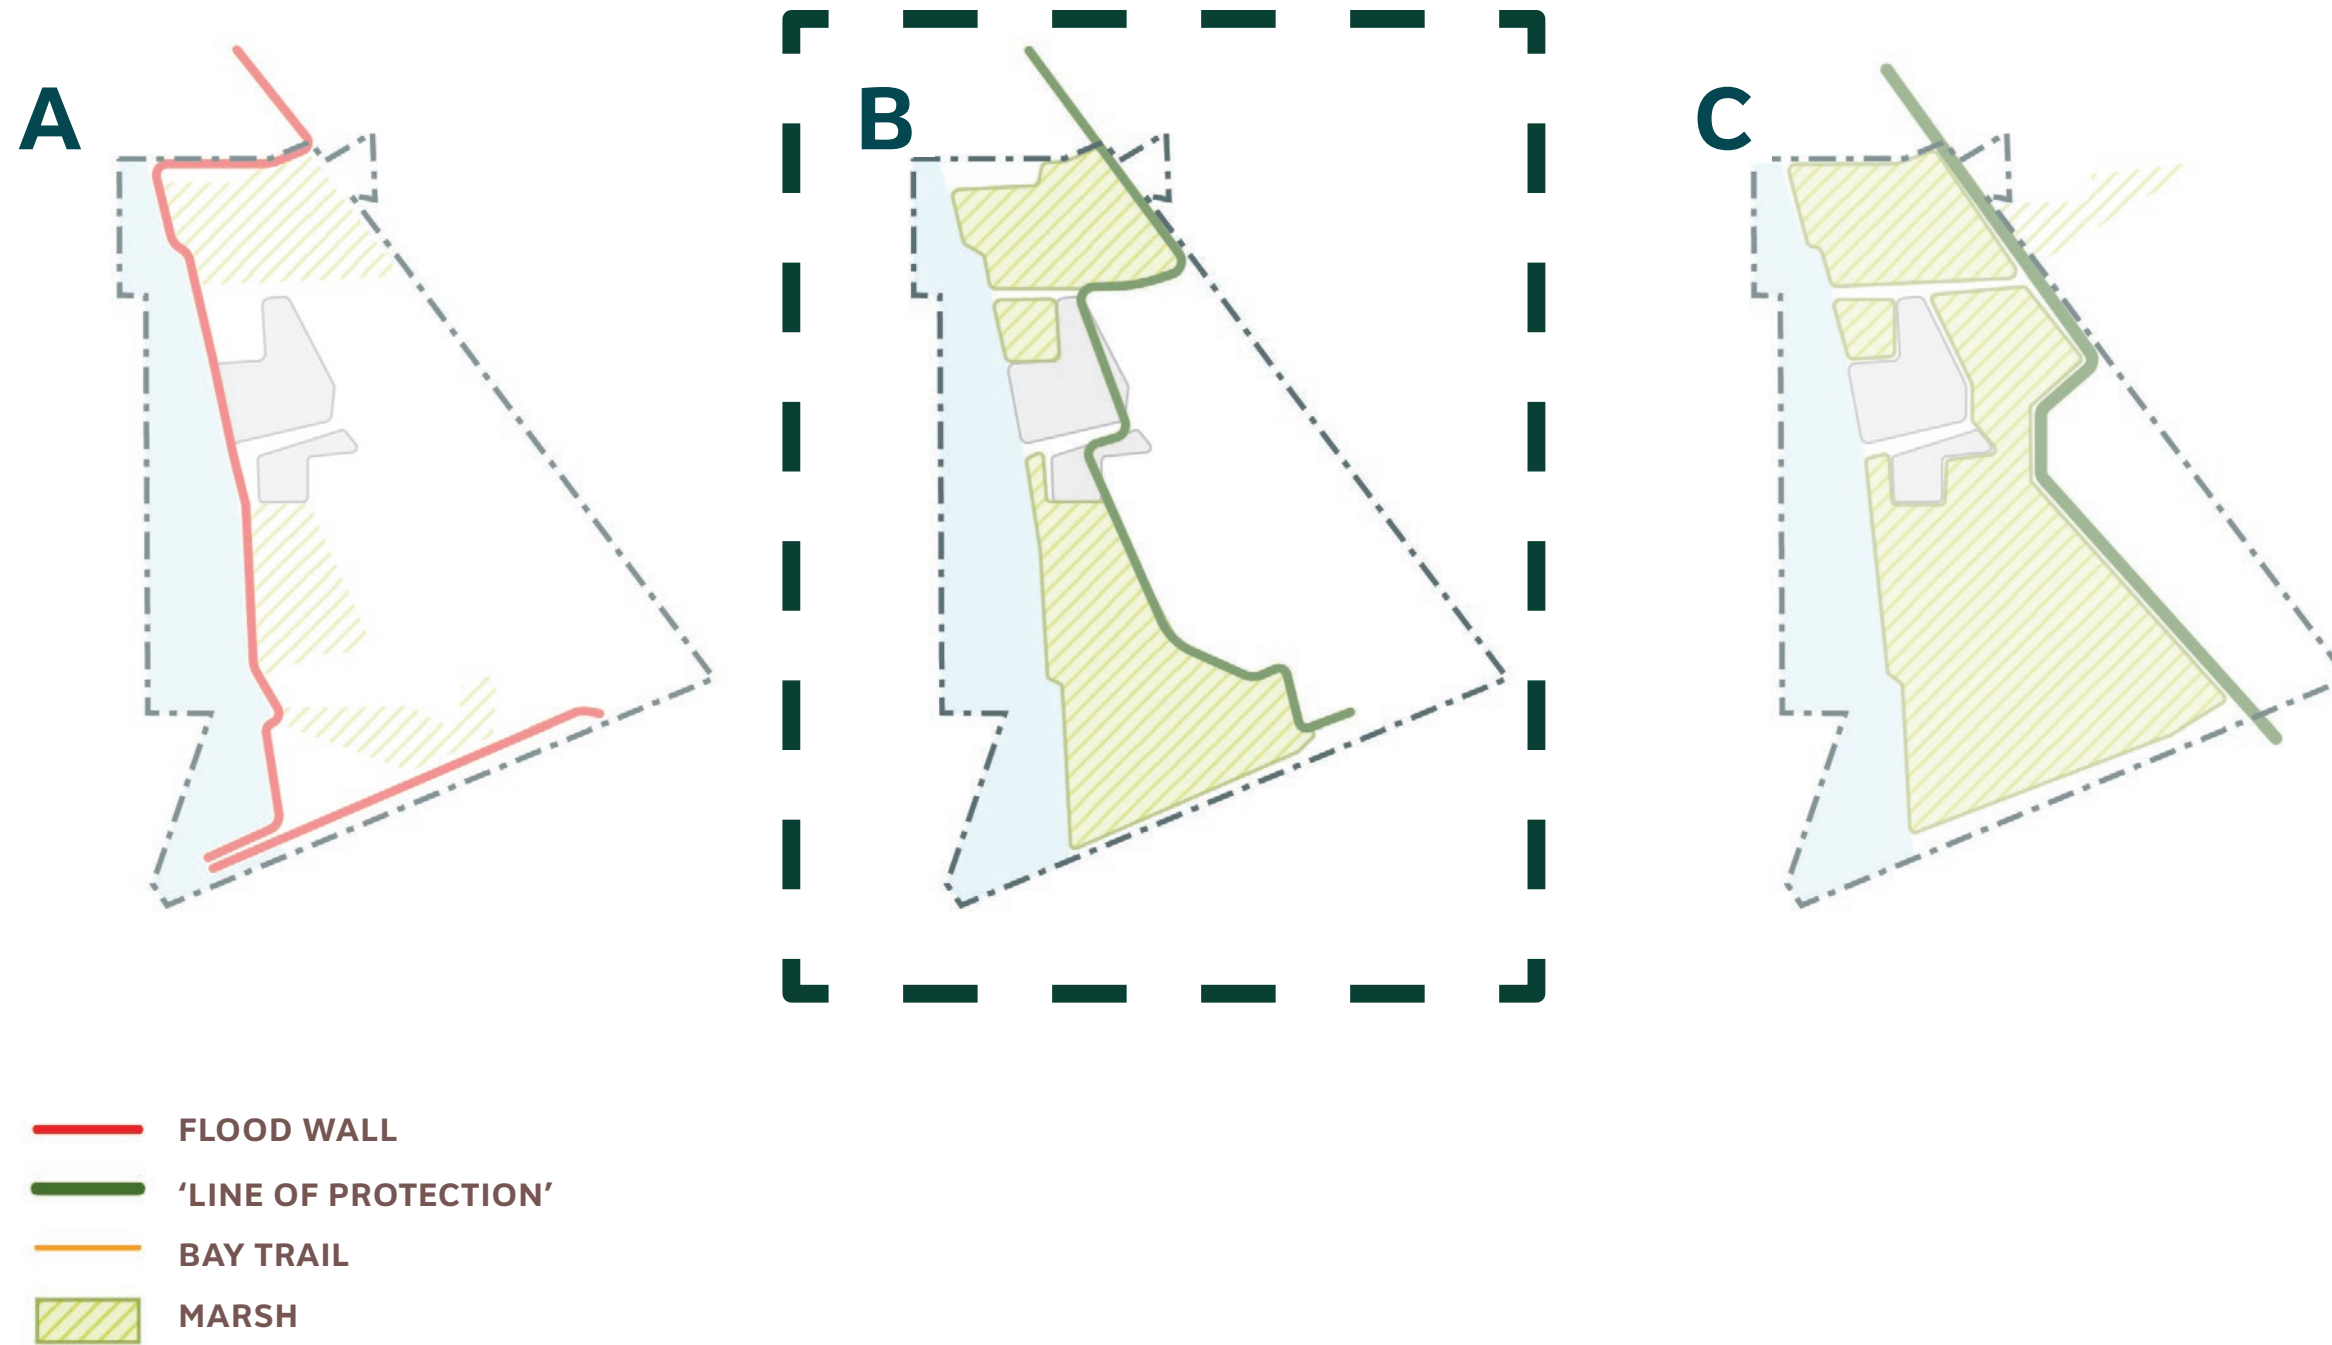 A
B
C
FLOOD WALL
‘LINE OF PROTECTION’
BAY TRAIL
MARSH